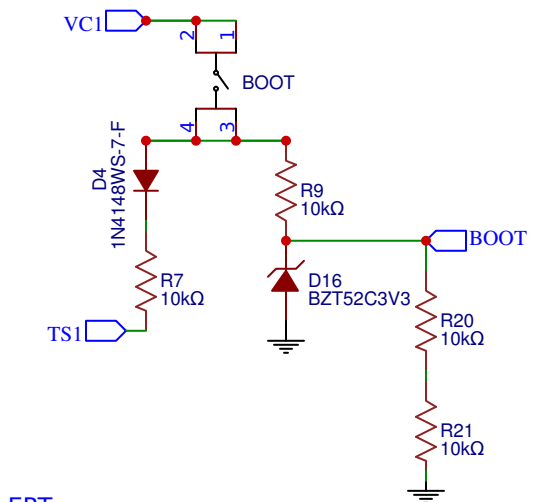 VC1
2
1
BOOT
4
3
D4
1N4148WS-7-F
R9
10kΩ
BOOT
R7
10kΩ
D16
BZT52C3V3
TS1
R20
10kΩ
R21
10kΩ